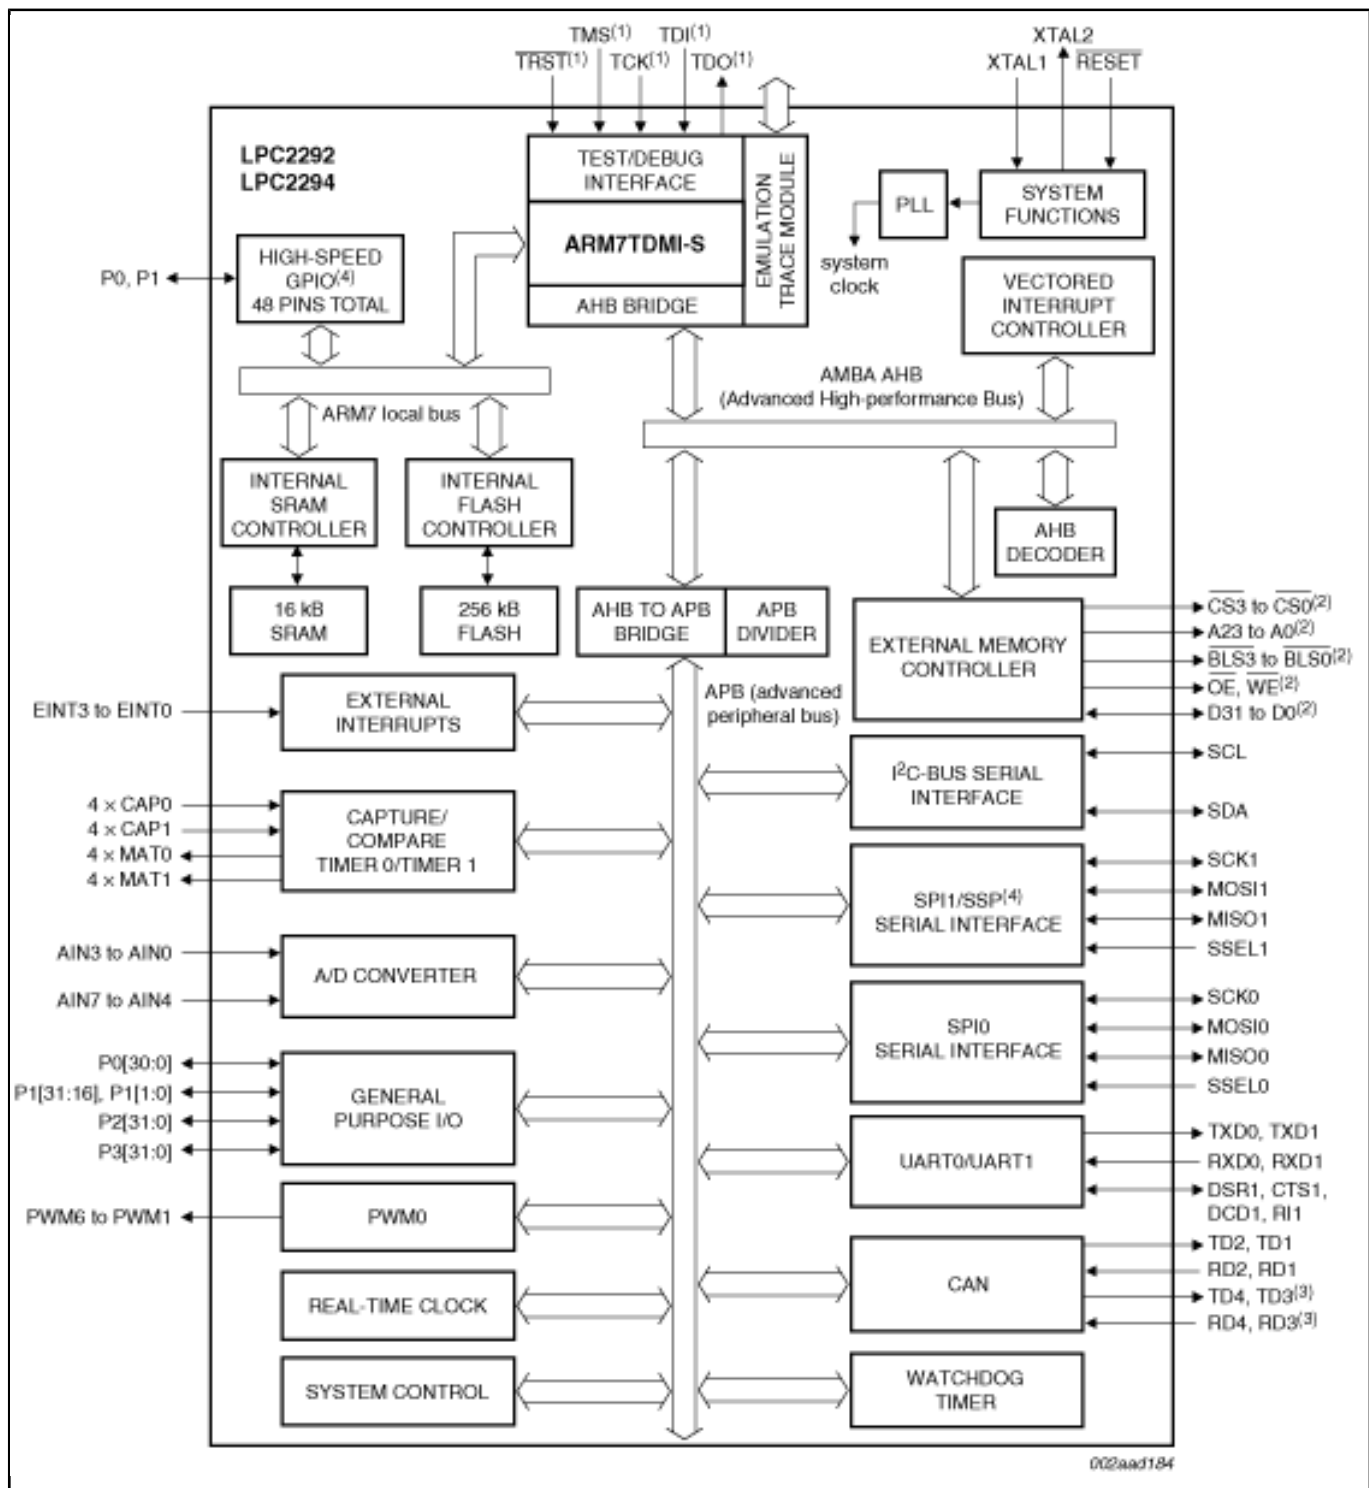 TMS(1) TDI(1) XTAL2
TRST(1) TCK(1) TDO(1) XTAL1 RESET
LPC2292
LPC2294
TEST/DEBUG
INTERFACE
ARM7TDMI-S
AHB BRIDGE
EMULATION
TRACE MODULE
PLL
SYSTEM
FUNCTIONS
system
clock
HIGH-SPEED
GPIO(4)
48 PINS TOTAL
P0, P1
VECTORED
INTERRUPT
CONTROLLER
AMBA AHB
(Advanced High-performance Bus)
ARM7 local bus
INTERNAL
SRAM
CONTROLLER
INTERNAL
FLASH
CONTROLLER
AHB
DECODER
16 kB
SRAM
256 kB
FLASH
AHB TO APB
BRIDGE
APB
DIVIDER
EXTERNAL MEMORY
CONTROLLER
CS3 to CS0(2)
A23 to A0(2)
BLS3 to BLS0(2)
OE, WE(2)
D31 to D0(2)
APB (advanced
peripheral bus)
EINT3 to EINT0
EXTERNAL
INTERRUPTS
I2C-BUS SERIAL
INTERFACE
SCL
SDA
4 × CAP0
4 × CAP1
4 × MAT0
4 × MAT1
CAPTURE/
COMPARE
TIMER 0/TIMER 1
SPI1/SSP(4)
SERIAL INTERFACE
SCK1
MOSI1
MISO1
SSEL1
AIN3 to AIN0
AIN7 to AIN4
A/D CONVERTER
SPI0
SERIAL INTERFACE
SCK0
MOSI0
MISO0
SSEL0
P0[30:0]
P1[31:16], P1[1:0]
P2[31:0]
P3[31:0]
GENERAL
PURPOSE I/O
UART0/UART1
TXD0, TXD1
RXD0, RXD1
DSR1, CTS1,
DCD1, RI1
PWM6 to PWM1
PWM0
CAN
TD2, TD1
RD2, RD1
TD4, TD3(3)
RD4, RD3(3)
REAL-TIME CLOCK
SYSTEM CONTROL
WATCHDOG
TIMER
002aad184